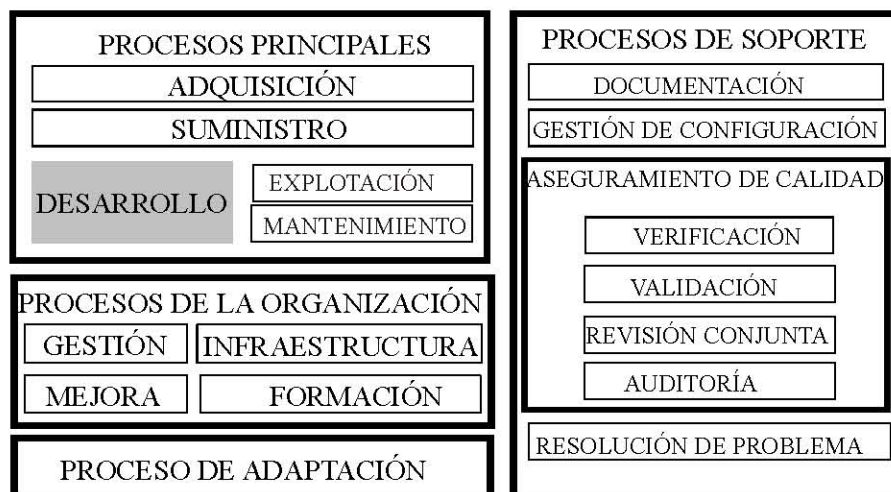 PROCESOS PRINCIPALES
ADQUISICIÓN
SUMINISTRO
DESARROLLO
EXPLOTACIÓN
MANTENIMIENTO
PROCESOS DE LA ORGANIZACIÓN
GESTIÓN
INFRAESTRUCTURA
MEJORA
FORMACIÓN
PROCESO DE ADAPTACIÓN
PROCESOS DE SOPORTE
DOCUMENTACIÓN
GESTIÓN DE CONFIGURACIÓN
ASEGURAMIENTO DE CALIDAD
VERIFICACIÓN
VALIDACIÓN
REVISIÓN CONJUNTA
AUDITORÍA
RESOLUCIÓN DE PROBLEMA